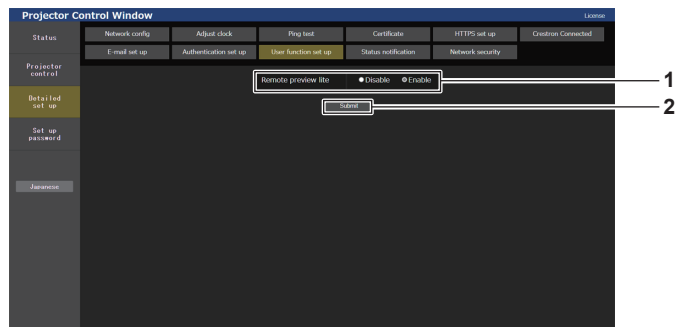 Projector Control Window
License
Status
Network config
Adjust clock
Ping test
Certificate
HTTPS set up
Crestron Connected
E-mail set up
Authentication set up
User function set up
Status notification
Network security
Projector
control
Detailed
set up
Set up
password
Japanese
Remote preview lite
Disable
Enable
1
Submit
2